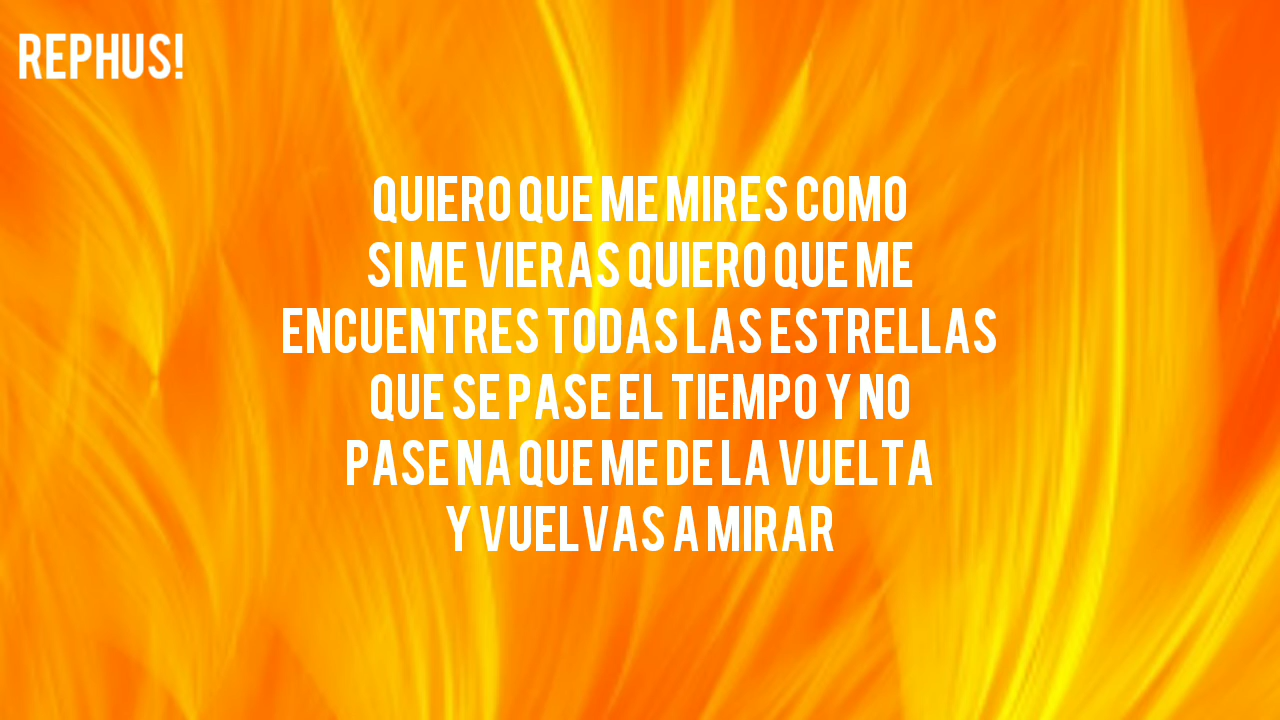 REPHUS!
QUIERO QUE ME MIRES COMO
SI ME VIERAS QUIERO QUE ME
ENCUENTRES TODAS LAS ESTRELLAS
QUE SE PASE EL TIEMPO Y NO
PASE NA QUE ME DE LA VUELTA
Y VUELVAS A MIRAR